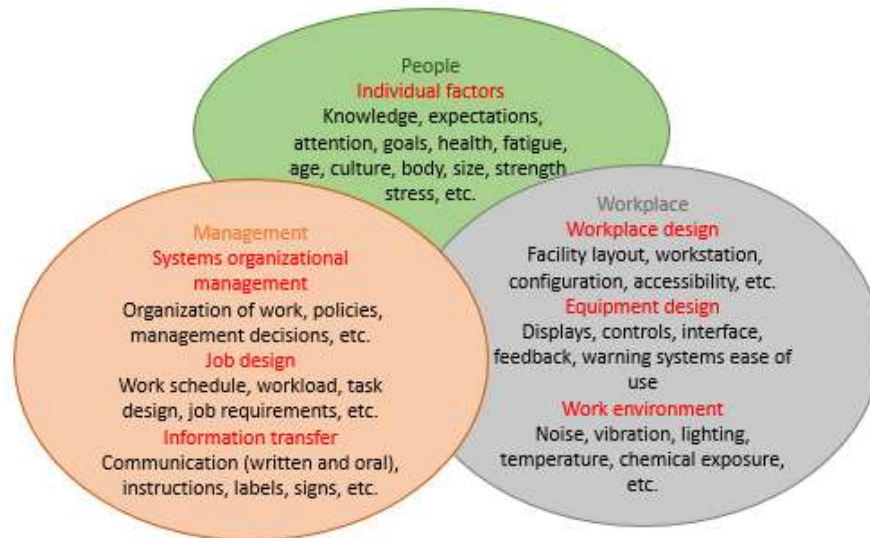 People
Individual factors
Knowledge, expectations,
attention, goals, health, fatigue,
age, culture, body, size, strength
stress, etc.
Management
Systems organizational
management
Organization of work, policies,
management decisions, etc.
Job design
Work schedule, workload, task
design, job requirements, etc.
Information transfer
Communication (written and oral),
instructions, labels, signs, etc.
Workplace
Workplace design
Facility layout, workstation,
configuration, accessibility, etc.
Equipment design
Displays, controls, interface,
feedback, warning systems ease of
use
Work environment
Noise, vibration, lighting,
temperature, chemical exposure,
etc.